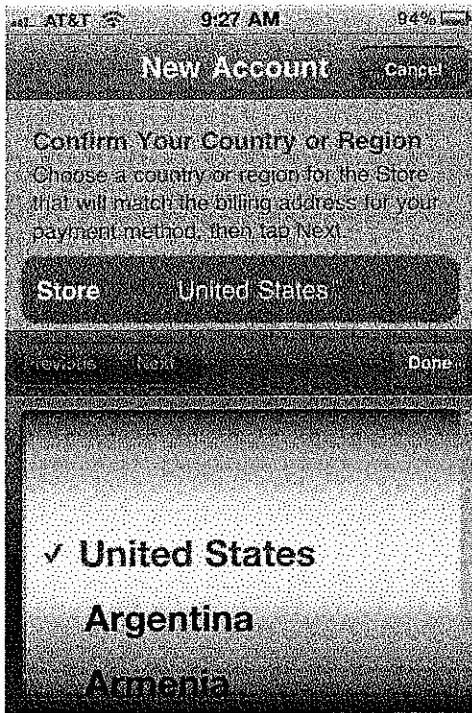 AT&T 9:27 AM 94%
New Account Cancel
Confirm Your Country or Region
Choose a country or region for the Store
that will match the billing address for your
payment method, then tap Next.
Store United States
Previous Next Done
✓ United States
Argentina
Armenia